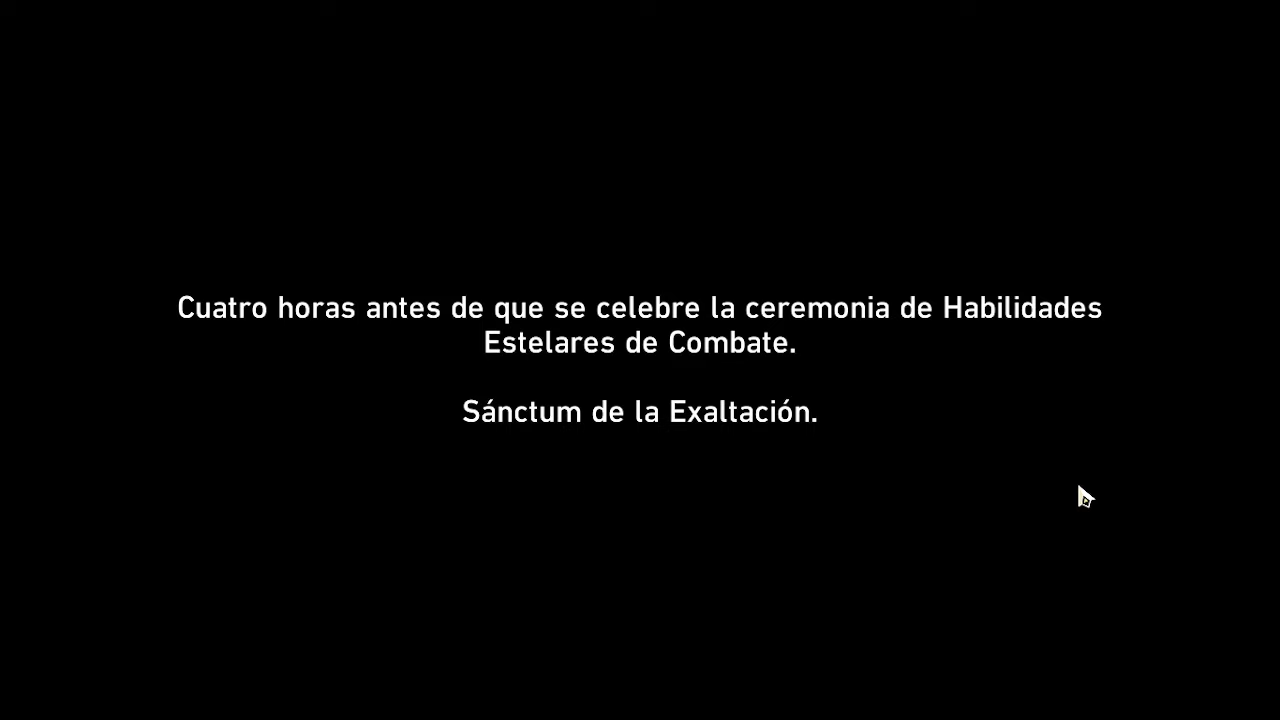 Cuatro horas antes de que se celebre la ceremonia de Habilidades
Estelares de Combate.
Sánctum de la Exaltación.